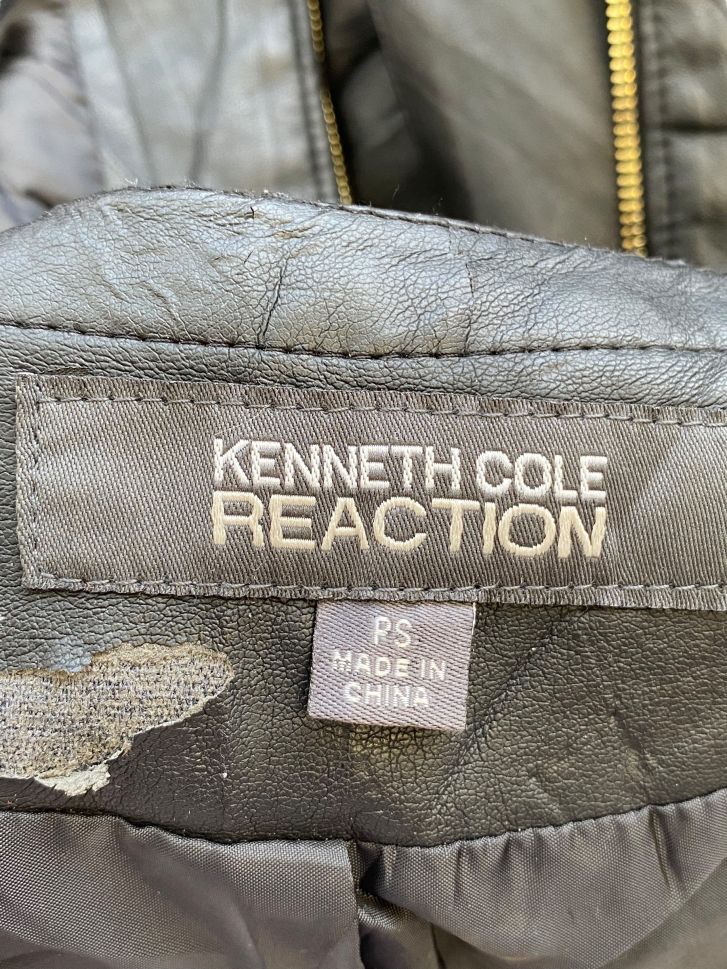 KENNETH COLE
REACTION
PS
MADE IN
CHINA